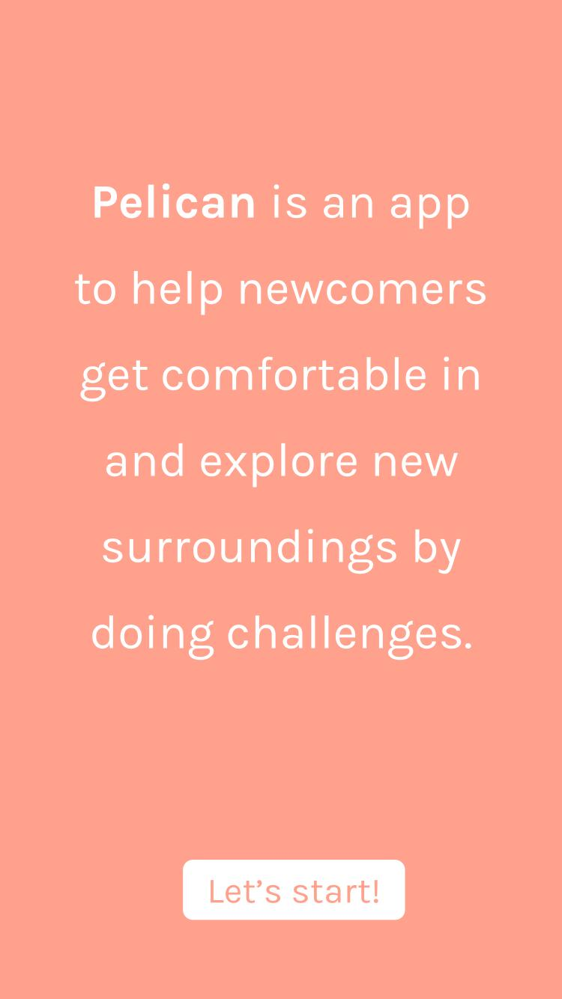 Pelican is an app
to help newcomers
get comfortable in
and explore new
surroundings by
doing challenges.
Let’s start!